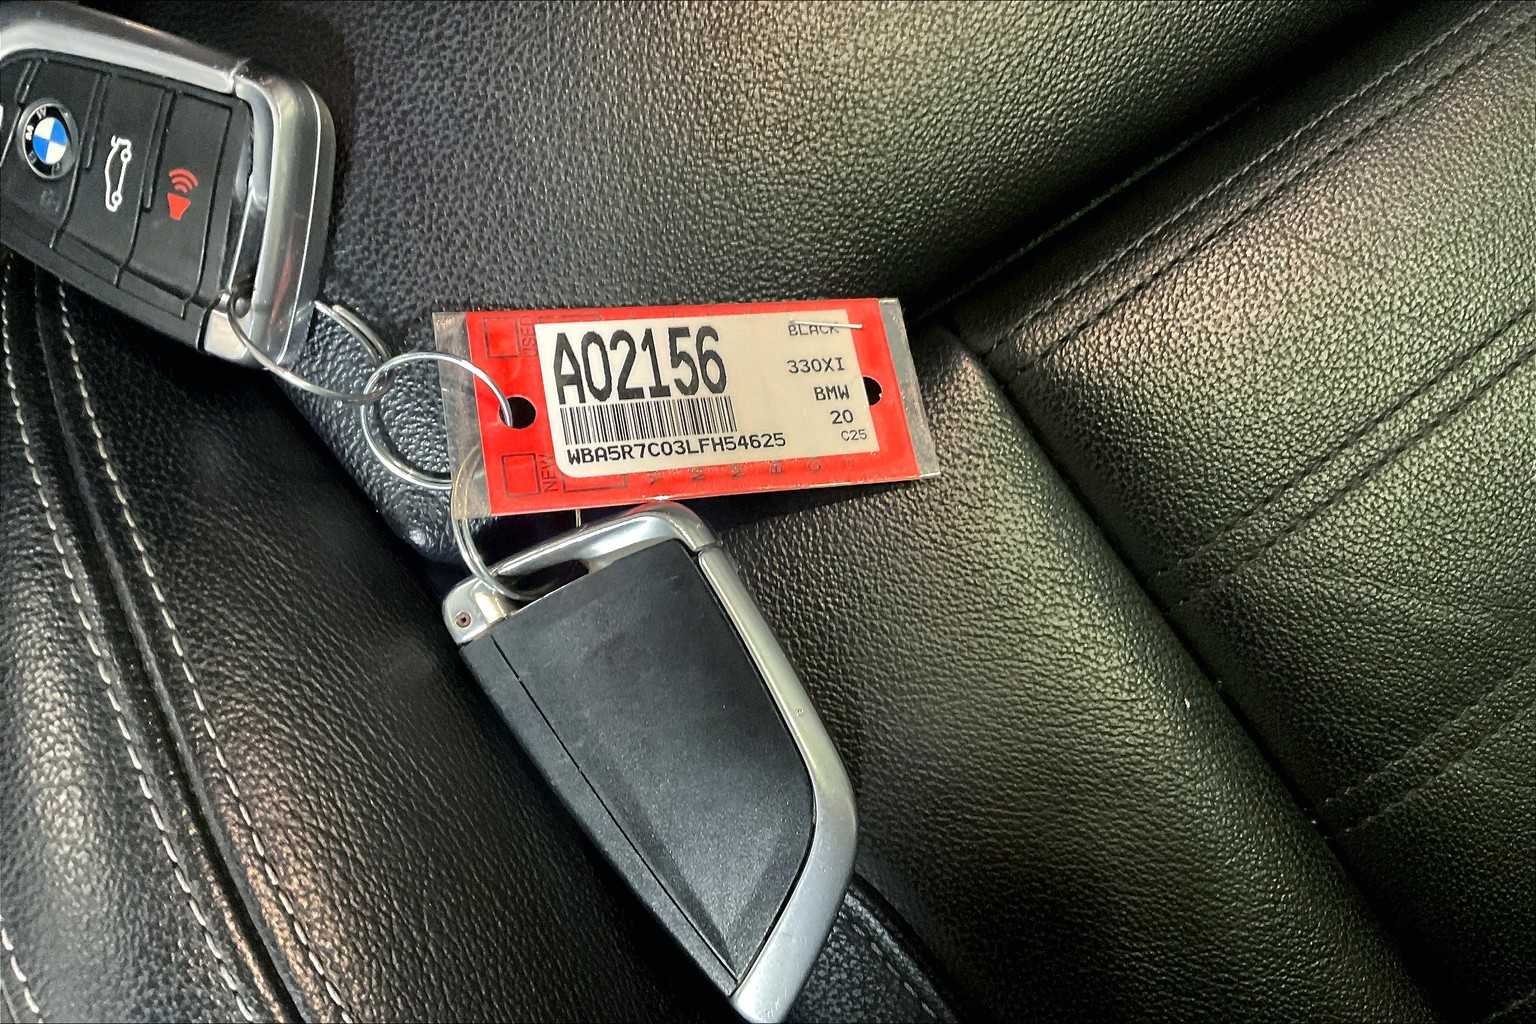 BMW
USED
A02156
BLACK
330XI
BMW
20
C25
WBA5R7C03LFH54625
NEW